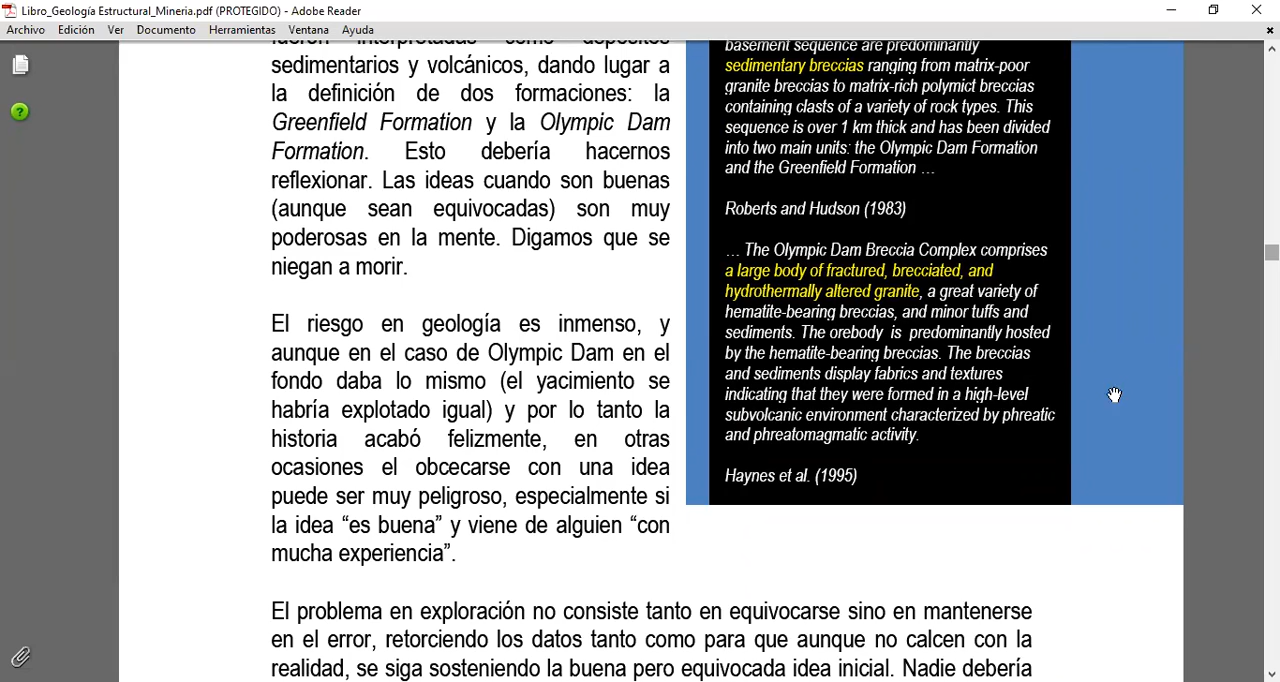 Libro_Geología Estructural_Mineria.pdf (PROTEGIDO) - Adobe Reader
Archivo Edición Ver Documento Herramientas Ventana Ayuda
fueron interpretadas como depósitos
sedimentarios y volcánicos, dando lugar a
la definición de dos formaciones: la
Greenfield Formation y la Olympic Dam
Formation. Esto debería hacernos
reflexionar. Las ideas cuando son buenas
(aunque sean equivocadas) son muy
poderosas en la mente. Digamos que se
niegan a morir.
El riesgo en geología es inmenso, y
aunque en el caso de Olympic Dam en el
fondo daba lo mismo (el yacimiento se
habría explotado igual) y por lo tanto la
historia acabó felizmente, en otras
ocasiones el obcecarse con una idea
puede ser muy peligroso, especialmente si
la idea “es buena” y viene de alguien “con
mucha experiencia”.
basement sequence are predominantly
sedimentary breccias ranging from matrix-poor
granite breccias to matrix-rich polymict breccias
containing clasts of a variety of rock types. This
sequence is over 1 km thick and has been divided
into two main units: the Olympic Dam Formation
and the Greenfield Formation …
Roberts and Hudson (1983)
… The Olympic Dam Breccia Complex comprises
a large body of fractured, brecciated, and
hydrothermally altered granite, a great variety of
hematite-bearing breccias, and minor tuffs and
sediments. The orebody is predominantly hosted
by the hematite-bearing breccias. The breccias
and sediments display fabrics and textures
indicating that they were formed in a high-level
subvolcanic environment characterized by phreatic
and phreatomagmatic activity.
Haynes et al. (1995)
El problema en exploración no consiste tanto en equivocarse sino en mantenerse
en el error, retorciendo los datos tanto como para que aunque no calcen con la
realidad, se siga sosteniendo la buena pero equivocada idea inicial. Nadie debería